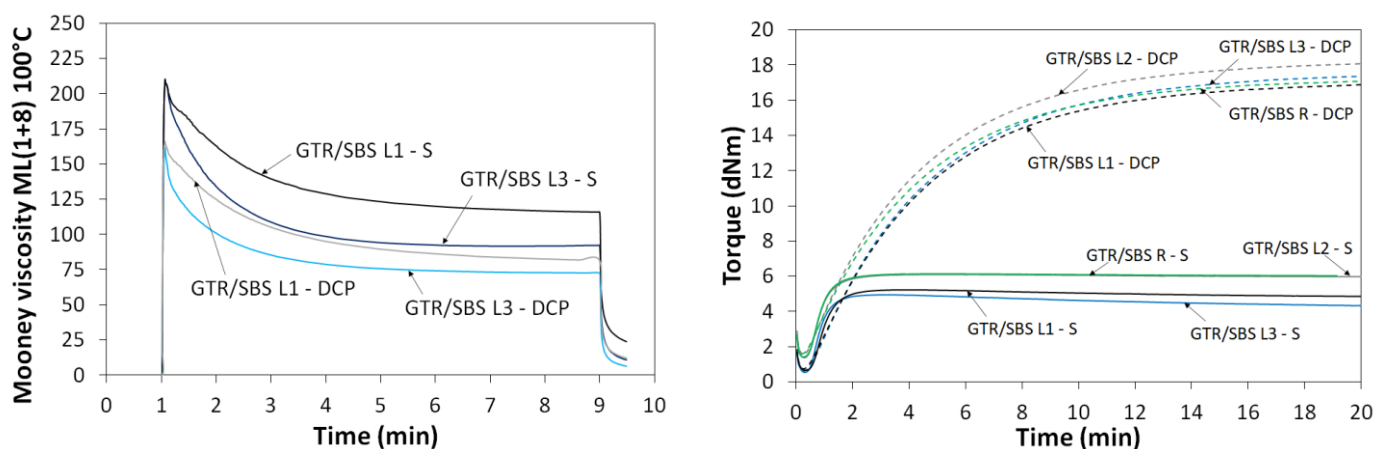 Mooney viscosity ML(1+8) 100°C
250
225
200
175
150
125
100
75
50
25
0
GTR/SBS L1 - S
GTR/SBS L3 - S
GTR/SBS L1 - DCP
GTR/SBS L3 - DCP
0 1 2 3 4 5 6 7 8 9 10
Time (min)
Torque (dNm)
20
18
16
14
12
10
8
6
4
2
0
GTR/SBS L2 - DCP
GTR/SBS L3 - DCP
GTR/SBS R - DCP
GTR/SBS L1 - DCP
GTR/SBS R - S
GTR/SBS L2 - S
GTR/SBS L1 - S
GTR/SBS L3 - S
0 2 4 6 8 10 12 14 16 18 20
Time (min)